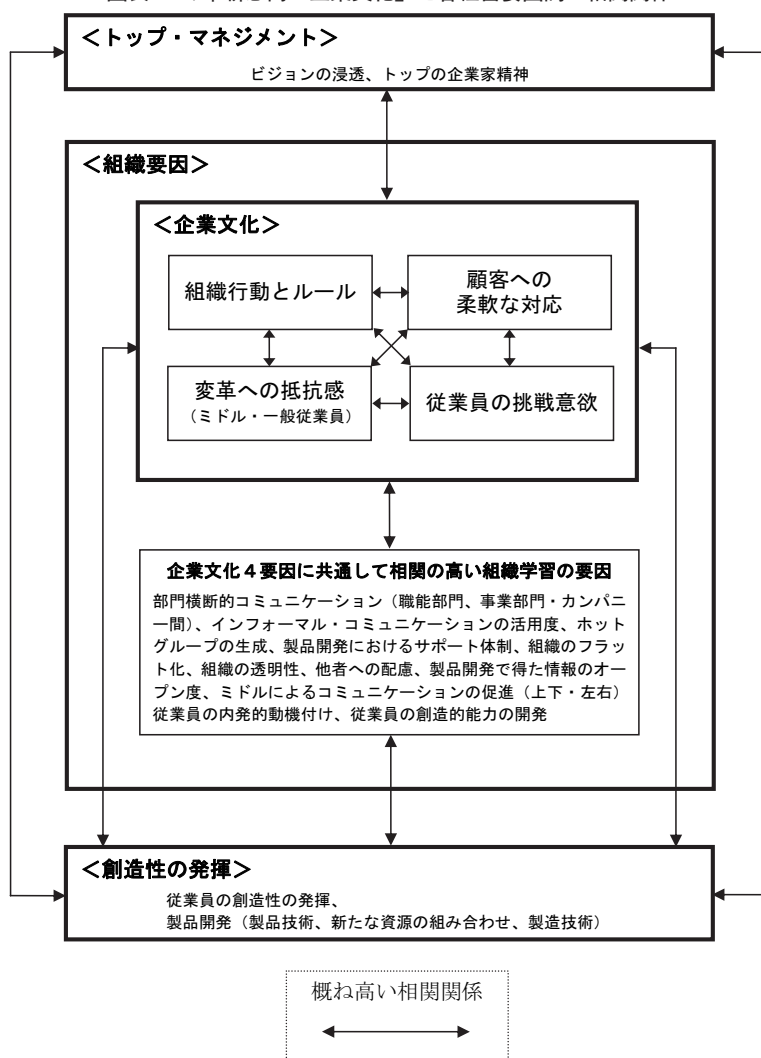 ＜トップ・マネジメント＞
ビジョンの浸透、トップの企業家精神
＜組織要因＞
＜企業文化＞
組織行動とルール
顧客への
柔軟な対応
変革への抵抗感
（ミドル・一般従業員）
従業員の挑戦意欲
企業文化４要因に共通して相関の高い組織学習の要因
部門横断的コミュニケーション（職能部門、事業部門・カンパニ
ー間）、インフォーマル・コミュニケーションの活用度、ホット
グループの生成、製品開発におけるサポート体制、組織のフラッ
ト化、組織の透明性、他者への配慮、製品開発で得た情報のオー
プン度、ミドルによるコミュニケーションの促進（上下・左右）
従業員の内発的動機付け、従業員の創造的能力の開発
＜創造性の発揮＞
従業員の創造性の発揮、
製品開発（製品技術、新たな資源の組み合わせ、製造技術）
概ね高い相関関係